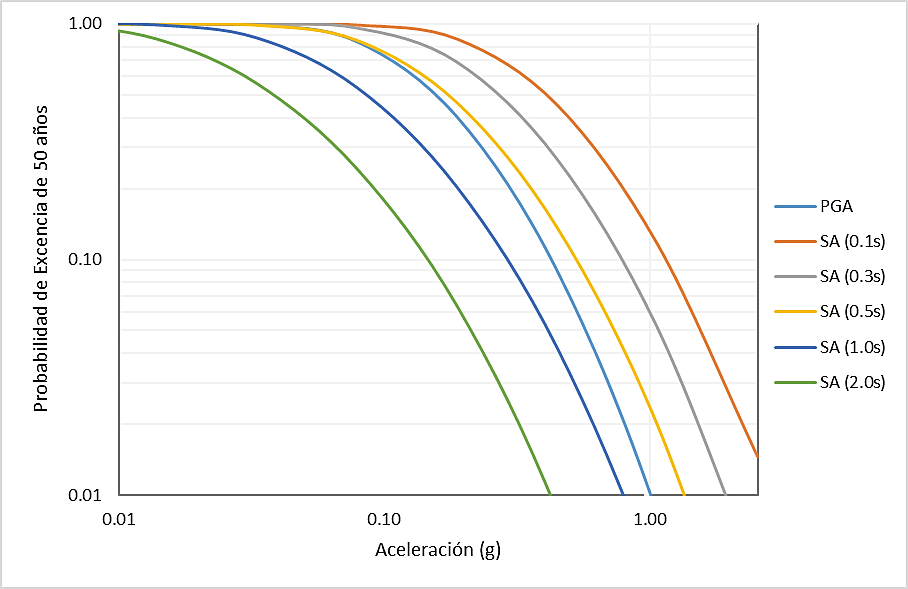 1.00
0.10
0.01
Probabilidad de Excencia de 50 años
0.01
0.10
1.00
Aceleración (g)
PGA
SA (0.1s)
SA (0.3s)
SA (0.5s)
SA (1.0s)
SA (2.0s)